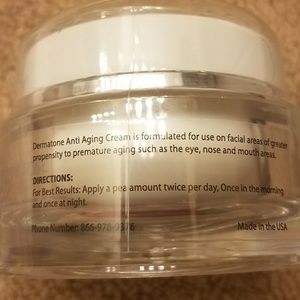 Dermatone Anti Aging Cream is formulated for use on facial areas of greater
propensity to premature aging such as the eye, nose and mouth areas.
DIRECTIONS:
For Best Results: Apply a pea amount twice per day, Once in the morning
and once at night.
Phone Number: 866-978-
Made in the USA